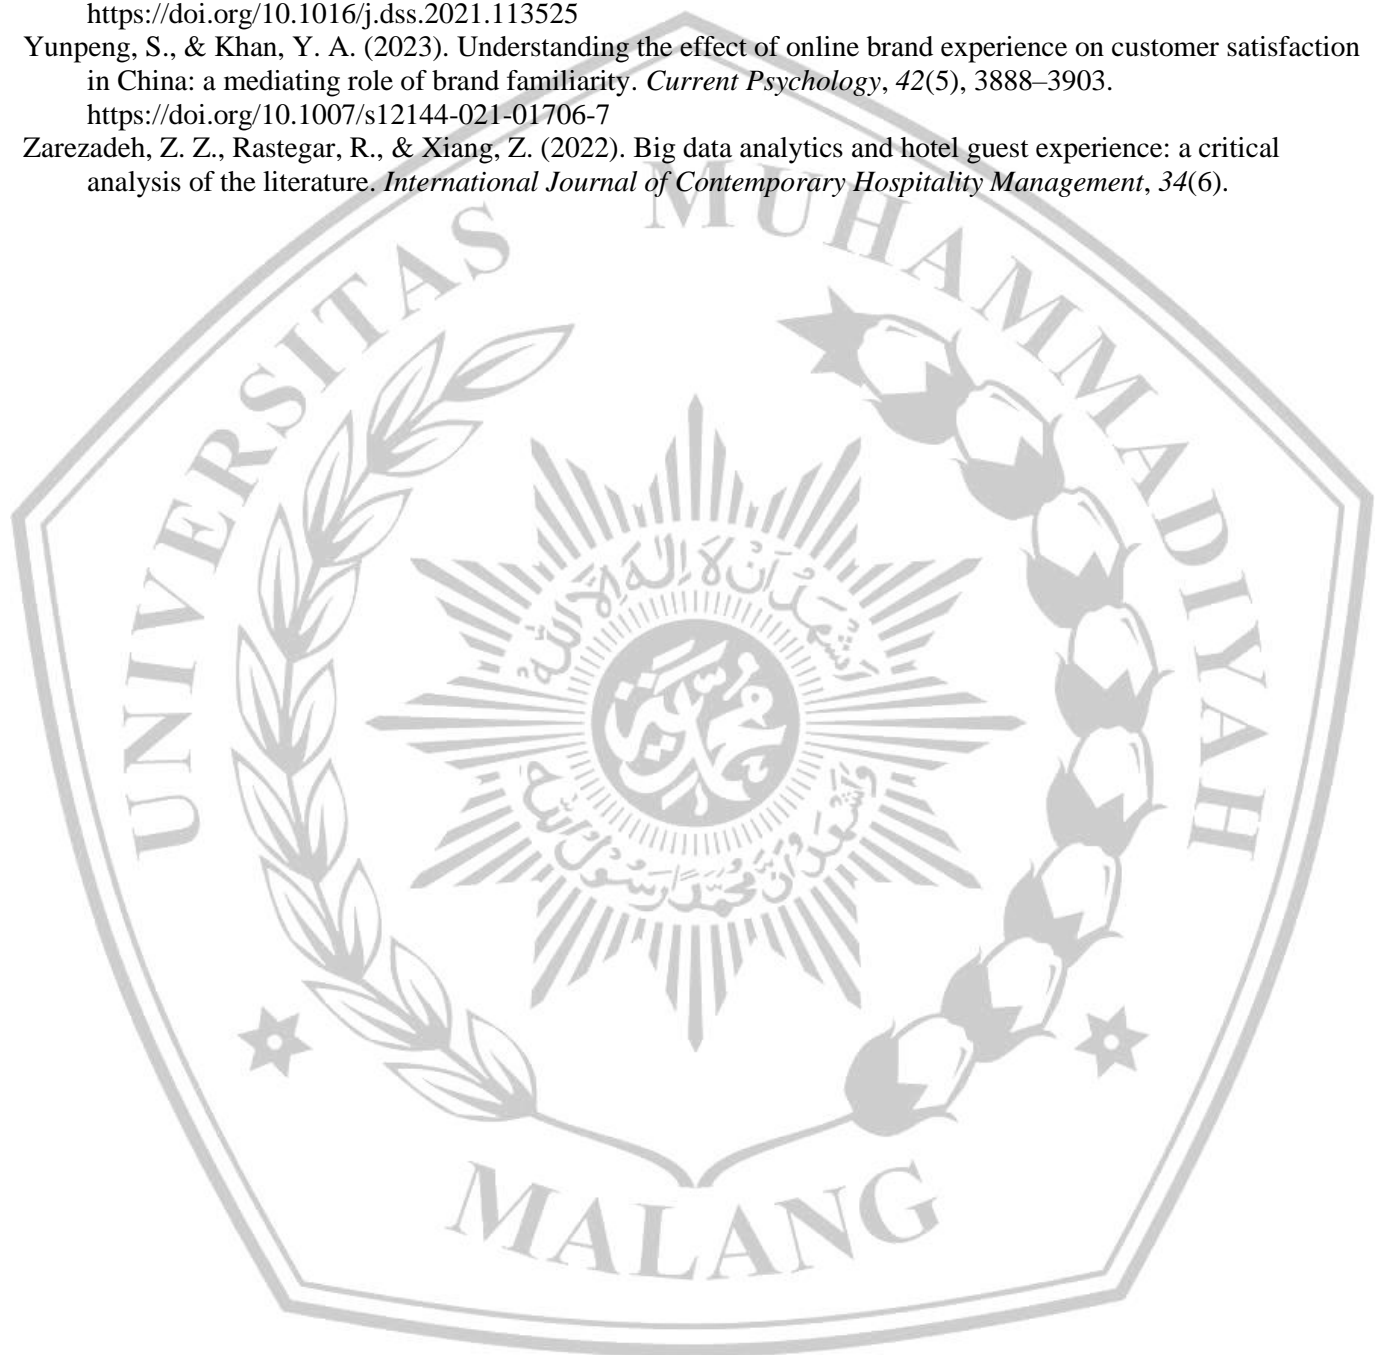 https://doi.org/10.1016/j.dss.2021.113525
Yunpeng, S., & Khan, Y. A. (2023). Understanding the effect of online brand experience on customer satisfaction
in China: a mediating role of brand familiarity. Current Psychology, 42(5), 3888–3903.
https://doi.org/10.1007/s12144-021-01706-7
Zarezadeh, Z. Z., Rastegar, R., & Xiang, Z. (2022). Big data analytics and hotel guest experience: a critical
analysis of the literature. International Journal of Contemporary Hospitality Management, 34(6).
UNIVERSITAS MUHAMMADIYAH
أَشْهَدُ أَنْ لَا إِلٰهَ إِلَّا اللهُ
محمدية
وَأَشْهَدُ أَنَّ مُحَمَّدًا رَسُوْلُ اللهِ
MALANG